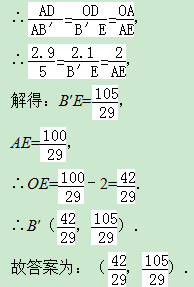 ∴AD/AB′=OD/B′E=OA/AE,
∴2.9/5=2.1/B′E=2/AE,
解得：B′E=105/29，
AE=100/29，
∴OE=100/29﹣2=42/29．
∴B′（42/29，105/29）．
故答案为：（42/29，105/29）．